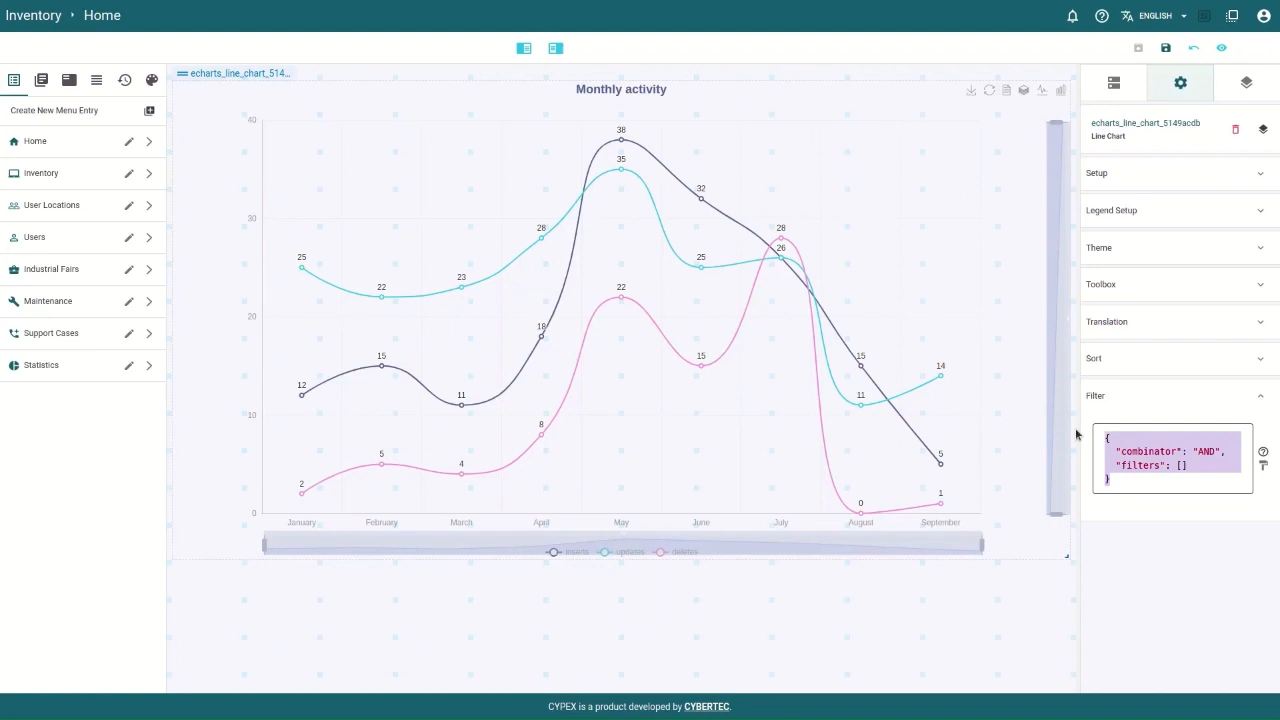 Inventory › Home
ENGLISH
echarts_line_chart_514...
Monthly activity
Create New Menu Entry
Home
Inventory
User Locations
Users
Industrial Fairs
Maintenance
Support Cases
Statistics
40
30
20
10
0
25
22
23
28
35
25
26
11
14
12
15
11
18
38
32
15
5
2
5
4
8
22
15
28
0
1
January
February
March
April
May
June
July
August
September
inserts
updates
deletes
echarts_line_chart_5149acdb
Line Chart
Setup
Legend Setup
Theme
Toolbox
Translation
Sort
Filter
{
"combinator": "AND",
"filters": []
}
CYPEX is a product developed by CYBERTEC.